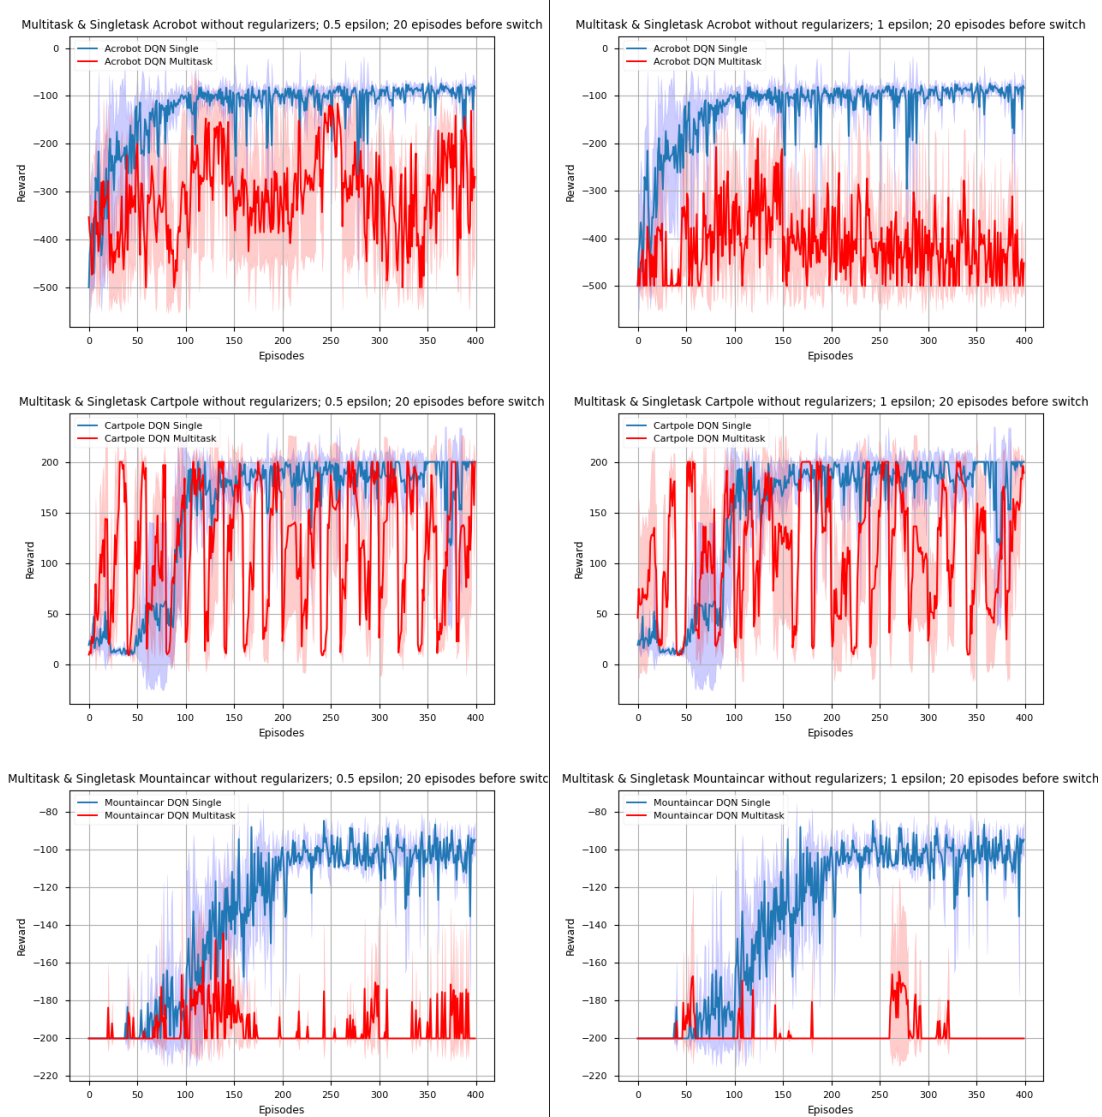 Multitask & Singletask Acrobot without regularizers; 0.5 epsilon; 20 episodes before switch
Acrobot DQN Single
Acrobot DQN Multitask
0
−100
−200
−300
−400
−500
Reward
0 50 100 150 200 250 300 350 400
Episodes
Multitask & Singletask Acrobot without regularizers; 1 epsilon; 20 episodes before switch
Acrobot DQN Single
Acrobot DQN Multitask
0
−100
−200
−300
−400
−500
Reward
0 50 100 150 200 250 300 350 400
Episodes
Multitask & Singletask Cartpole without regularizers; 0.5 epsilon; 20 episodes before switch
Cartpole DQN Single
Cartpole DQN Multitask
200
150
100
50
0
Reward
0 50 100 150 200 250 300 350 400
Episodes
Multitask & Singletask Cartpole without regularizers; 1 epsilon; 20 episodes before switch
Cartpole DQN Single
Cartpole DQN Multitask
200
150
100
50
0
Reward
0 50 100 150 200 250 300 350 400
Episodes
Multitask & Singletask Mountaincar without regularizers; 0.5 epsilon; 20 episodes before switc
Mountaincar DQN Single
Mountaincar DQN Multitask
−80
−100
−120
−140
−160
−180
−200
−220
Reward
0 50 100 150 200 250 300 350 400
Episodes
Multitask & Singletask Mountaincar without regularizers; 1 epsilon; 20 episodes before switch
Mountaincar DQN Single
Mountaincar DQN Multitask
−80
−100
−120
−140
−160
−180
−200
−220
Reward
0 50 100 150 200 250 300 350 400
Episodes